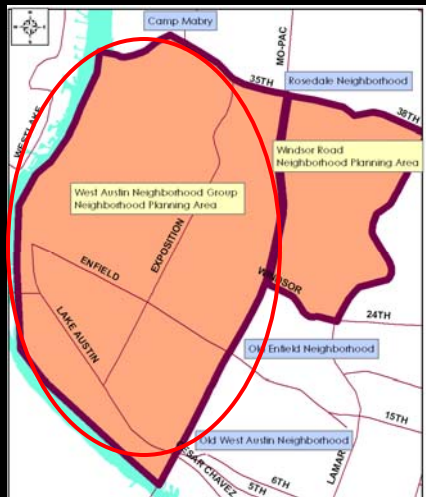 Camp Mabry
MO-PAC
35TH
Rosedale Neighborhood
38TH
WESTLAKE
Windsor Road
Neighborhood Planning Area
West Austin Neighborhood Group
Neighborhood Planning Area
EXPOSITION
ENFIELD
WINDSOR
LAKE AUSTIN
24TH
Old Enfield Neighborhood
15TH
Old West Austin Neighborhood
LAMAR
6TH
5TH